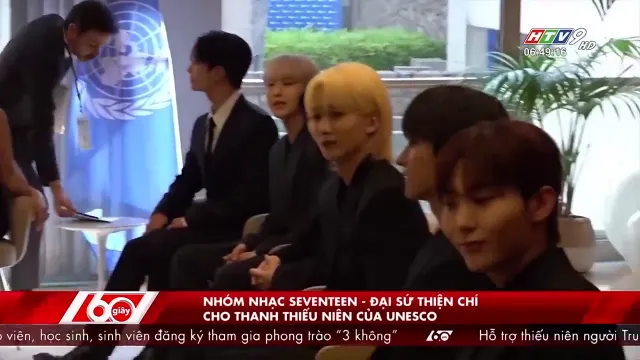 HTV9 HD
06:49:16
60 giây
NHÓM NHẠC SEVENTEEN - ĐẠI SỨ THIỆN CHÍ
CHO THANH THIẾU NIÊN CỦA UNESCO
viên, học sinh, sinh viên đăng ký tham gia phong trào "3 không" Hỗ trợ thiếu niên người